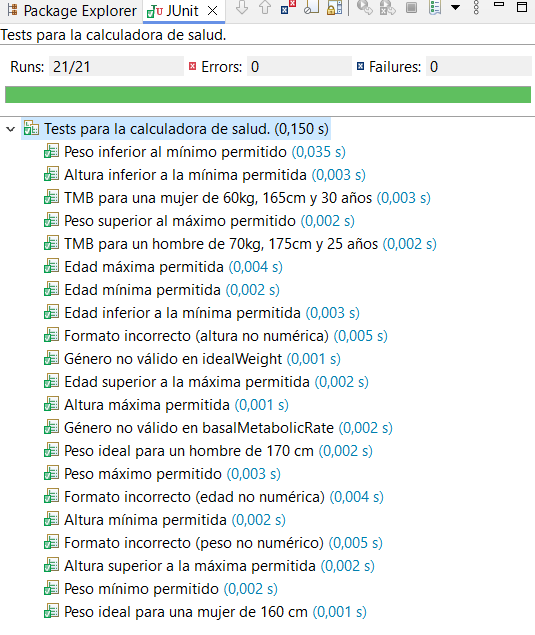 Package Explorer JUnit
Tests para la calculadora de salud.
Runs: 21/21 Errors: 0 Failures: 0
Tests para la calculadora de salud. (0,150 s)
Peso inferior al mínimo permitido (0,035 s)
Altura inferior a la mínima permitida (0,003 s)
TMB para una mujer de 60kg, 165cm y 30 años (0,003 s)
Peso superior al máximo permitido (0,002 s)
TMB para un hombre de 70kg, 175cm y 25 años (0,002 s)
Edad máxima permitida (0,004 s)
Edad mínima permitida (0,002 s)
Edad inferior a la mínima permitida (0,003 s)
Formato incorrecto (altura no numérica) (0,005 s)
Género no válido en idealWeight (0,001 s)
Edad superior a la máxima permitida (0,002 s)
Altura máxima permitida (0,001 s)
Género no válido en basalMetabolicRate (0,002 s)
Peso ideal para un hombre de 170 cm (0,002 s)
Peso máximo permitido (0,003 s)
Formato incorrecto (edad no numérica) (0,004 s)
Altura mínima permitida (0,002 s)
Formato incorrecto (peso no numérico) (0,005 s)
Altura superior a la máxima permitida (0,002 s)
Peso mínimo permitido (0,002 s)
Peso ideal para una mujer de 160 cm (0,001 s)